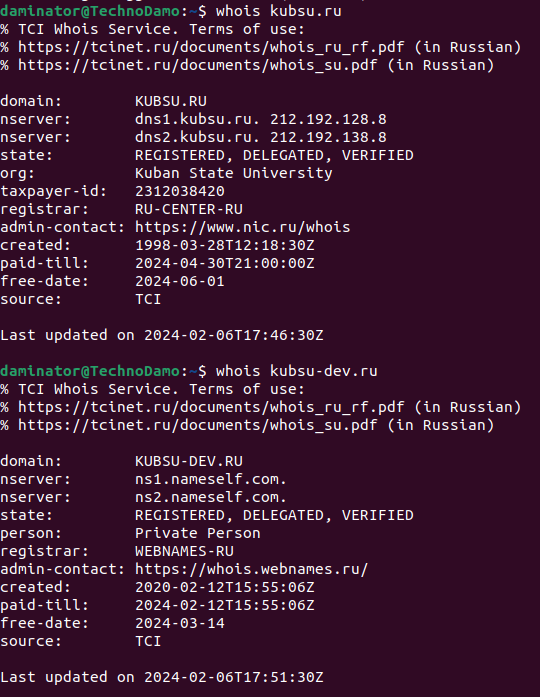 daminator@TechnoDamo:~$ whois kubsu.ru
% TCI Whois Service. Terms of use:
% https://tcinet.ru/documents/whois_ru_rf.pdf (in Russian)
% https://tcinet.ru/documents/whois_su.pdf (in Russian)

domain:        KUBSU.RU
nserver:       dns1.kubsu.ru. 212.192.128.8
nserver:       dns2.kubsu.ru. 212.192.138.8
state:         REGISTERED, DELEGATED, VERIFIED
org:           Kuban State University
taxpayer-id:   2312038420
registrar:     RU-CENTER-RU
admin-contact: https://www.nic.ru/whois
created:       1998-03-28T12:18:30Z
paid-till:     2024-04-30T21:00:00Z
free-date:     2024-06-01
source:        TCI

Last updated on 2024-02-06T17:46:30Z

daminator@TechnoDamo:~$ whois kubsu-dev.ru
% TCI Whois Service. Terms of use:
% https://tcinet.ru/documents/whois_ru_rf.pdf (in Russian)
% https://tcinet.ru/documents/whois_su.pdf (in Russian)

domain:        KUBSU-DEV.RU
nserver:       ns1.nameself.com.
nserver:       ns2.nameself.com.
state:         REGISTERED, DELEGATED, VERIFIED
person:        Private Person
registrar:     WEBNAMES-RU
admin-contact: https://whois.webnames.ru/
created:       2020-02-12T15:55:06Z
paid-till:     2024-02-12T15:55:06Z
free-date:     2024-03-14
source:        TCI

Last updated on 2024-02-06T17:51:30Z